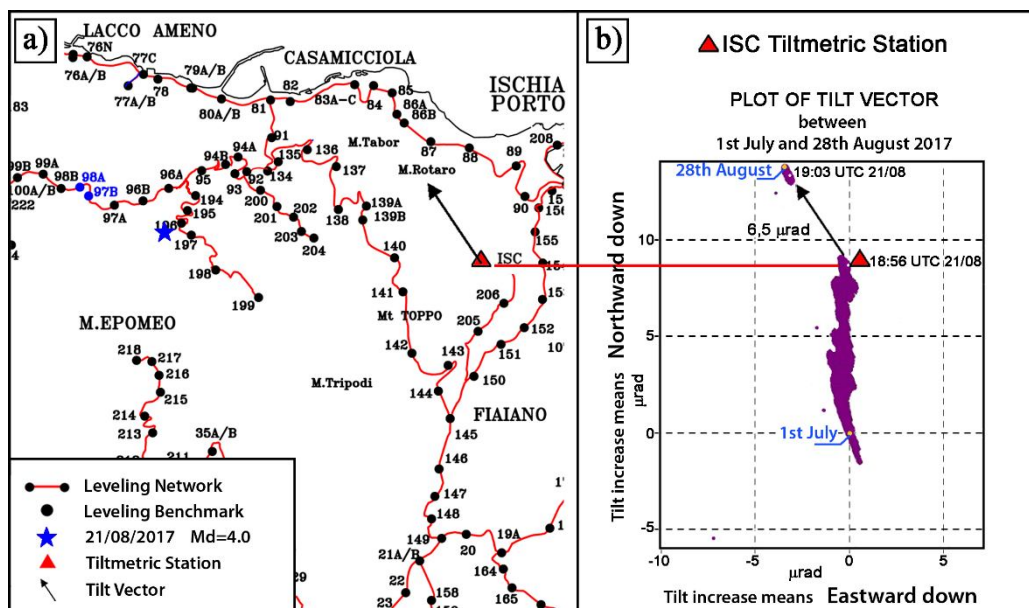 a)
LACCO AMENO
76N
76A/B
77C
77A/B
78
79A/B
80A/B
CASAMICCIOLA
81
82
83A-C
84
85
86A
86B
87
88
89
90
ISCHIA
PORTO
208
83
99B
99A
98B
98A
97B
100A/B
222
97A
96B
96A
95
94B
94A
93
92
91
134
135
136
137
138
139A
139B
M.Tabor
M.Rotaro
194
195
196
197
198
199
200
201
202
203
204
140
141
142
143
144
145
146
147
148
149
Mt TOPPO
ISC
206
205
155
152
151
150
M.EPOMEO
M.Tripodi
FIAIANO
218
217
216
215
214
213
211
35A/B
21A/B
20
19A
164
165
22
23
158
29
Leveling Network
Leveling Benchmark
21/08/2017 Md=4.0
Tiltmetric Station
Tilt Vector
b)
ISC Tiltmetric Station
PLOT OF TILT VECTOR
between
1st July and 28th August 2017
28th August
19:03 UTC 21/08
6,5 µrad
18:56 UTC 21/08
1st July
10
5
0
-5
-10
-5
0
5
µrad
Tilt increase means Northward down
µrad
Tilt increase means Eastward down